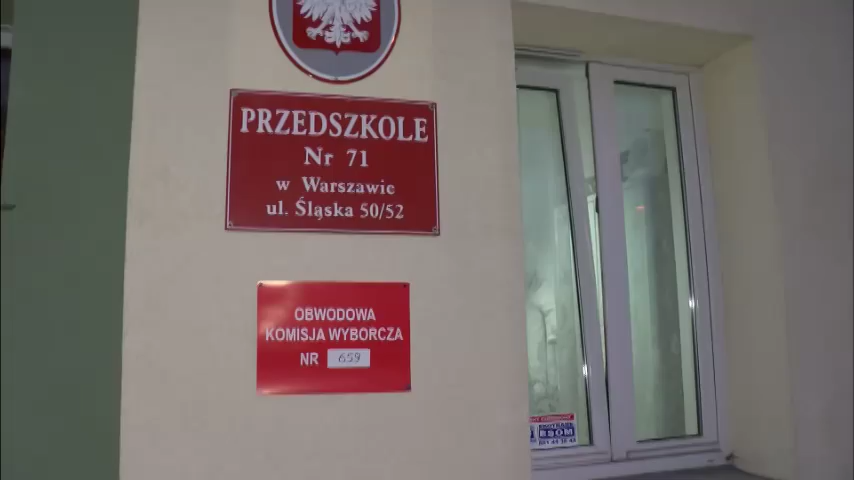 PRZEDSZKOLE
Nr 71
w Warszawie
ul. Śląska 50/52
OBWODOWA
KOMISJA WYBORCZA
NR 659